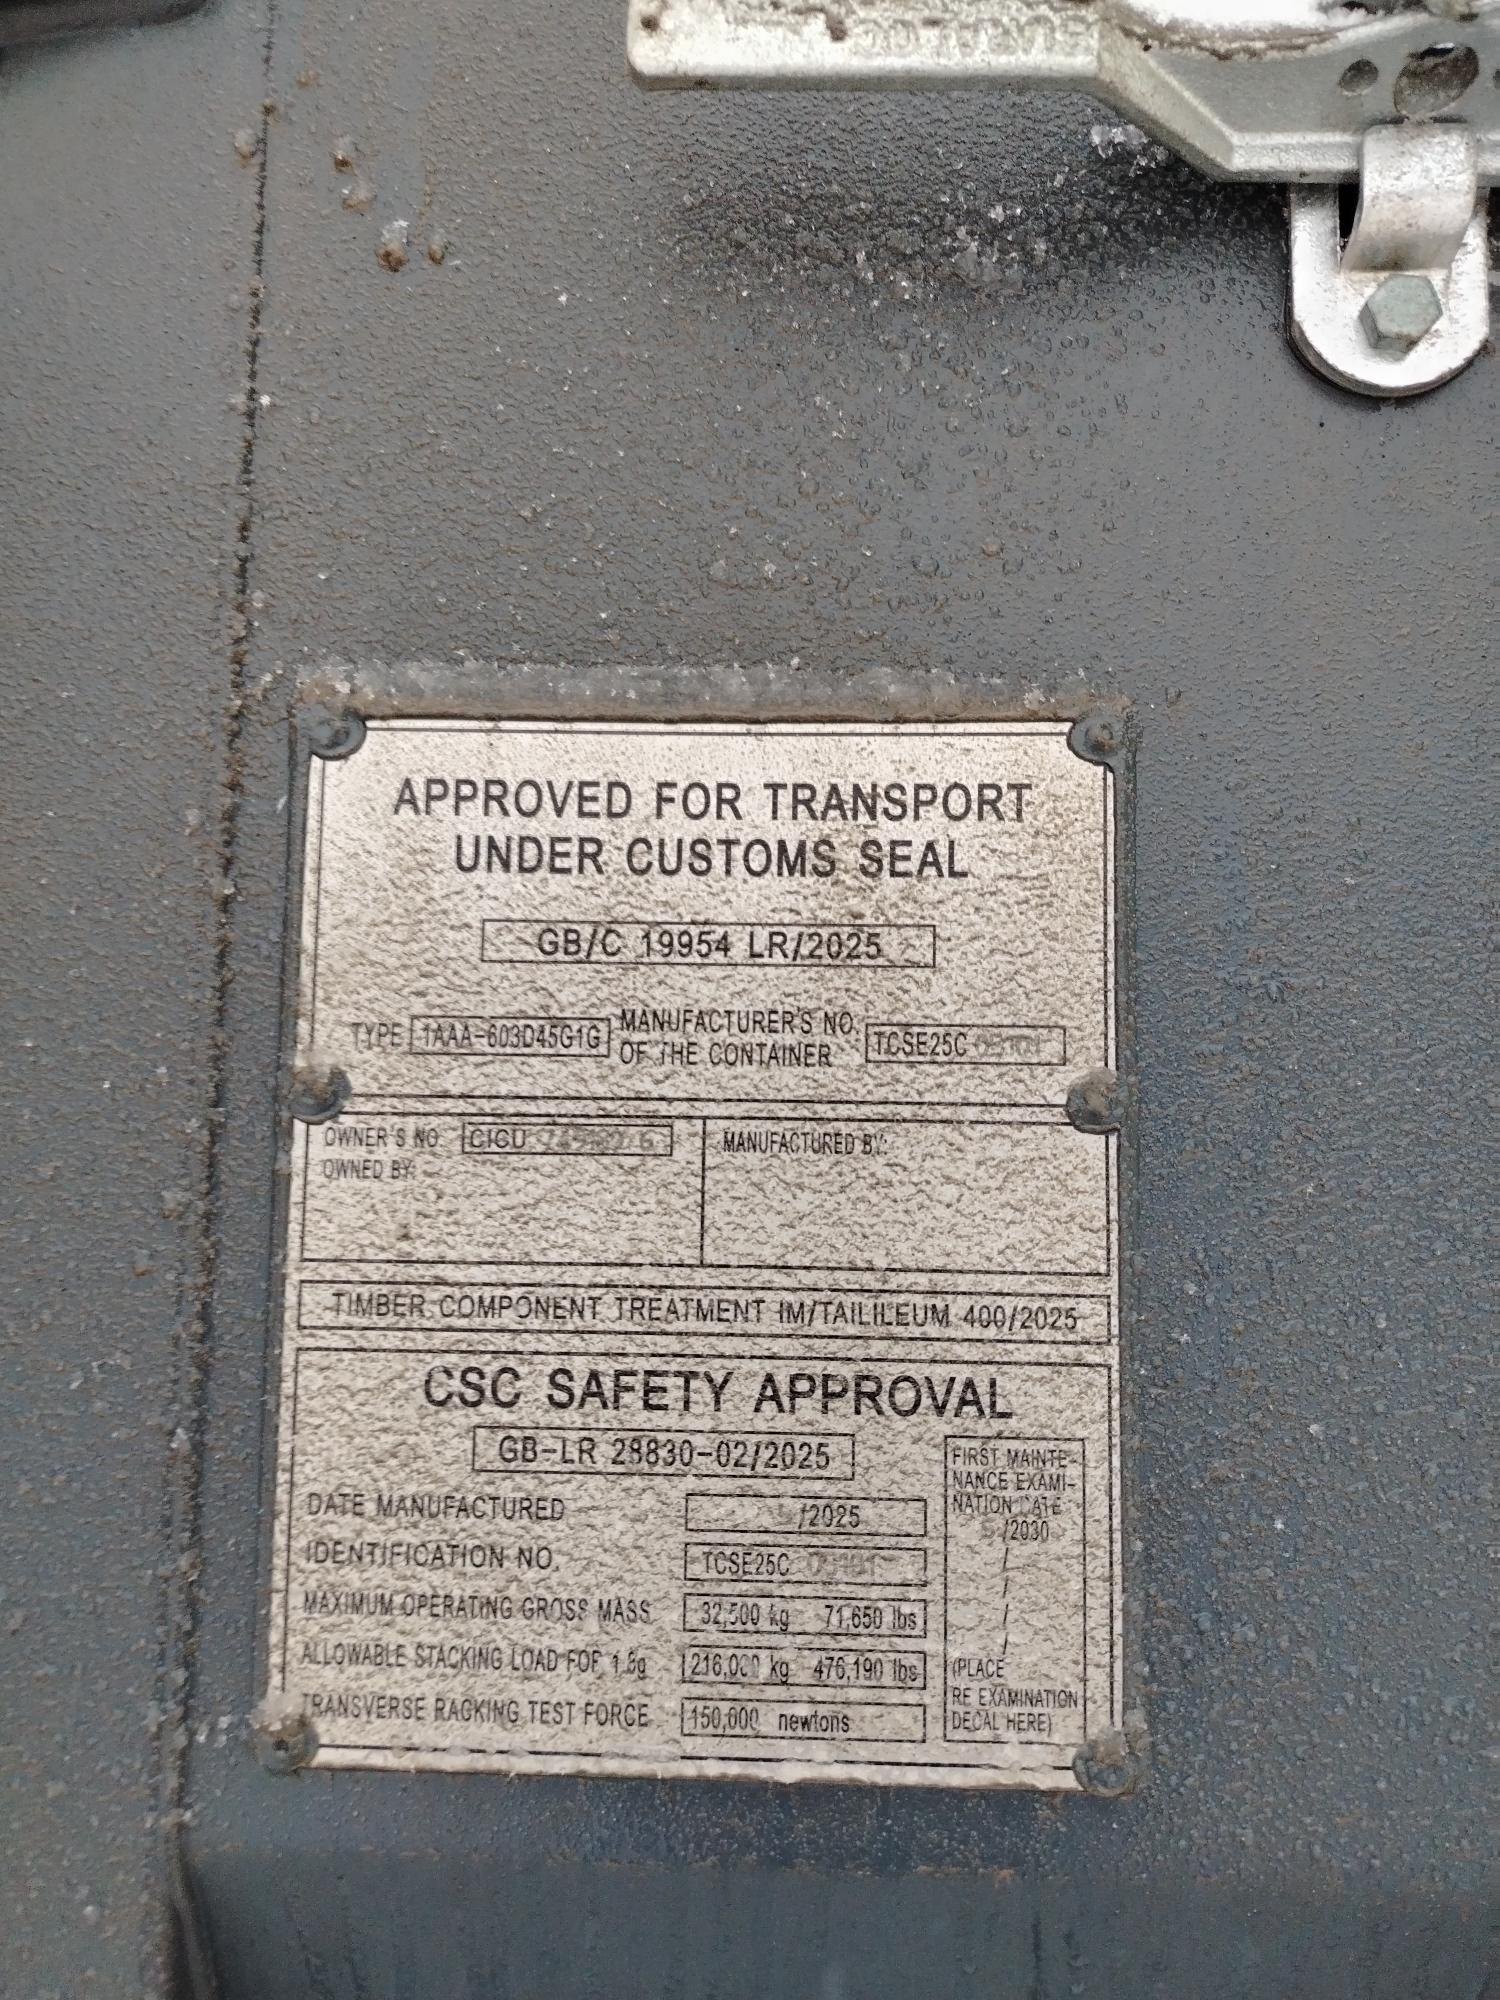 APPROVED FOR TRANSPORT
UNDER CUSTOMS SEAL
GB/C 19954 LR/2025
TYPE 1AAA-603D45G1G MANUFACTURER'S NO. OF THE CONTAINER TCSE25C
OWNER'S NO. CICU
OWNED BY:
MANUFACTURED BY:
TIMBER COMPONENT TREATMENT IM/TAILILEUM 400/2025
CSC SAFETY APPROVAL
GB-LR 28830-02/2025
DATE MANUFACTURED /2025
IDENTIFICATION NO. TCSE25C
MAXIMUM OPERATING GROSS MASS 32,500 kg 71,650 lbs
ALLOWABLE STACKING LOAD FOR 1.8g 216,000 kg 476,190 lbs
TRANSVERSE RACKING TEST FORCE 150,000 newtons
FIRST MAINTE-
NANCE EXAMI-
NATION DATE
/2030
/
/
/
/
(PLACE
RE EXAMINATION
DECAL HERE)